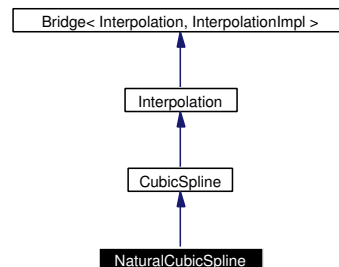 Bridge< Interpolation, InterpolationImpl >
Interpolation
CubicSpline
NaturalCubicSpline